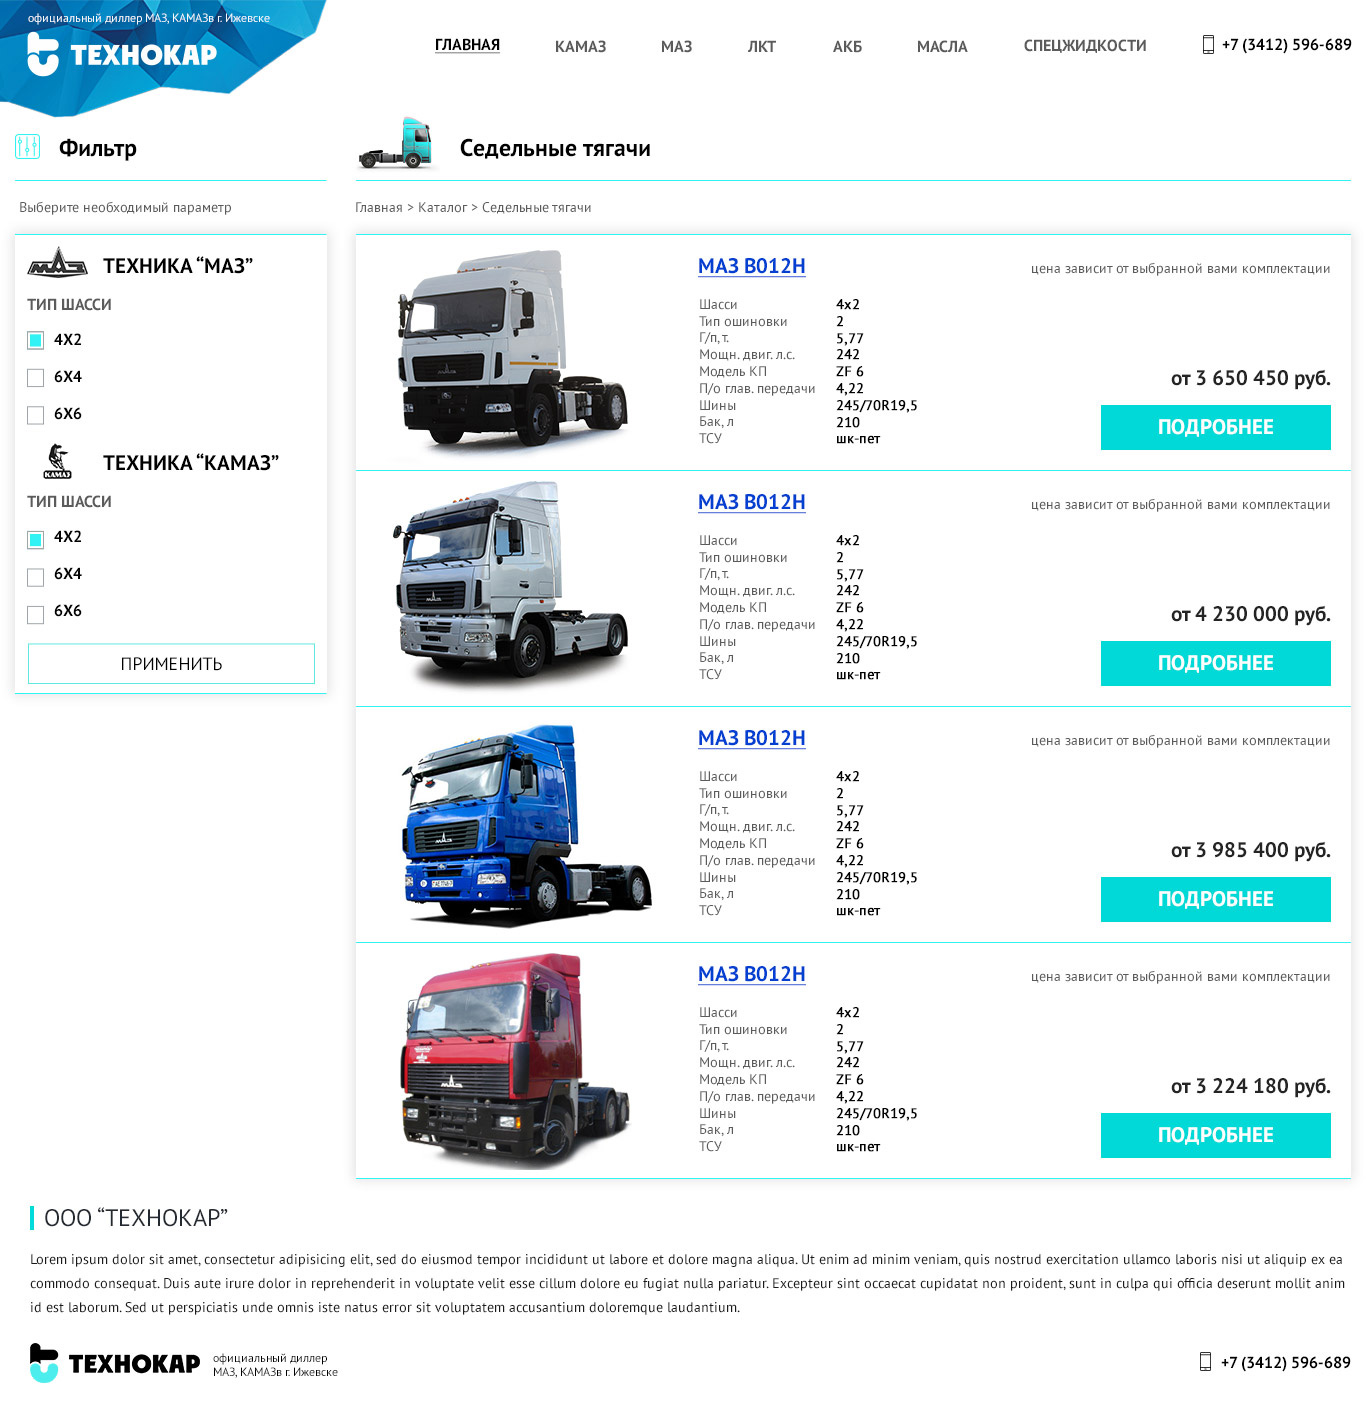 официальный диллер МАЗ, КАМАЗв г. Ижевске
ТЕХНОКАР
ГЛАВНАЯ КАМАЗ МАЗ ЛКТ АКБ МАСЛА СПЕЦЖИДКОСТИ +7 (3412) 596-689
Фильтр
Выберите необходимый параметр
МАЗ
ТЕХНИКА “МАЗ”
ТИП ШАССИ
4X2
6X4
6X6
КАМАЗ
ТЕХНИКА “КАМАЗ”
ТИП ШАССИ
4X2
6X4
6X6
ПРИМЕНИТЬ
Седельные тягачи
Главная > Каталог > Седельные тягачи
МАЗ B012H
цена зависит от выбранной вами комплектации
Шасси 4x2
Тип ошиновки 2
Г/п,т. 5,77
Мощн. двиг. л.с. 242
Модель КП ZF 6
П/о глав. передачи 4,22
Шины 245/70R19,5
Бак, л 210
ТСУ шк-пет
от 3 650 450 руб.
ПОДРОБНЕЕ
МАЗ B012H
цена зависит от выбранной вами комплектации
Шасси 4x2
Тип ошиновки 2
Г/п,т. 5,77
Мощн. двиг. л.с. 242
Модель КП ZF 6
П/о глав. передачи 4,22
Шины 245/70R19,5
Бак, л 210
ТСУ шк-пет
от 4 230 000 руб.
ПОДРОБНЕЕ
МАЗ B012H
цена зависит от выбранной вами комплектации
Шасси 4x2
Тип ошиновки 2
Г/п,т. 5,77
Мощн. двиг. л.с. 242
Модель КП ZF 6
П/о глав. передачи 4,22
Шины 245/70R19,5
Бак, л 210
ТСУ шк-пет
от 3 985 400 руб.
ПОДРОБНЕЕ
МАЗ B012H
цена зависит от выбранной вами комплектации
Шасси 4x2
Тип ошиновки 2
Г/п,т. 5,77
Мощн. двиг. л.с. 242
Модель КП ZF 6
П/о глав. передачи 4,22
Шины 245/70R19,5
Бак, л 210
ТСУ шк-пет
от 3 224 180 руб.
ПОДРОБНЕЕ
ООО “ТЕХНОКАР”
Lorem ipsum dolor sit amet, consectetur adipisicing elit, sed do eiusmod tempor incididunt ut labore et dolore magna aliqua. Ut enim ad minim veniam, quis nostrud exercitation ullamco laboris nisi ut aliquip ex ea
commodo consequat. Duis aute irure dolor in reprehenderit in voluptate velit esse cillum dolore eu fugiat nulla pariatur. Excepteur sint occaecat cupidatat non proident, sunt in culpa qui officia deserunt mollit anim
id est laborum. Sed ut perspiciatis unde omnis iste natus error sit voluptatem accusantium doloremque laudantium.
ТЕХНОКАР
официальный диллер
МАЗ, КАМАЗв г. Ижевске
+7 (3412) 596-689